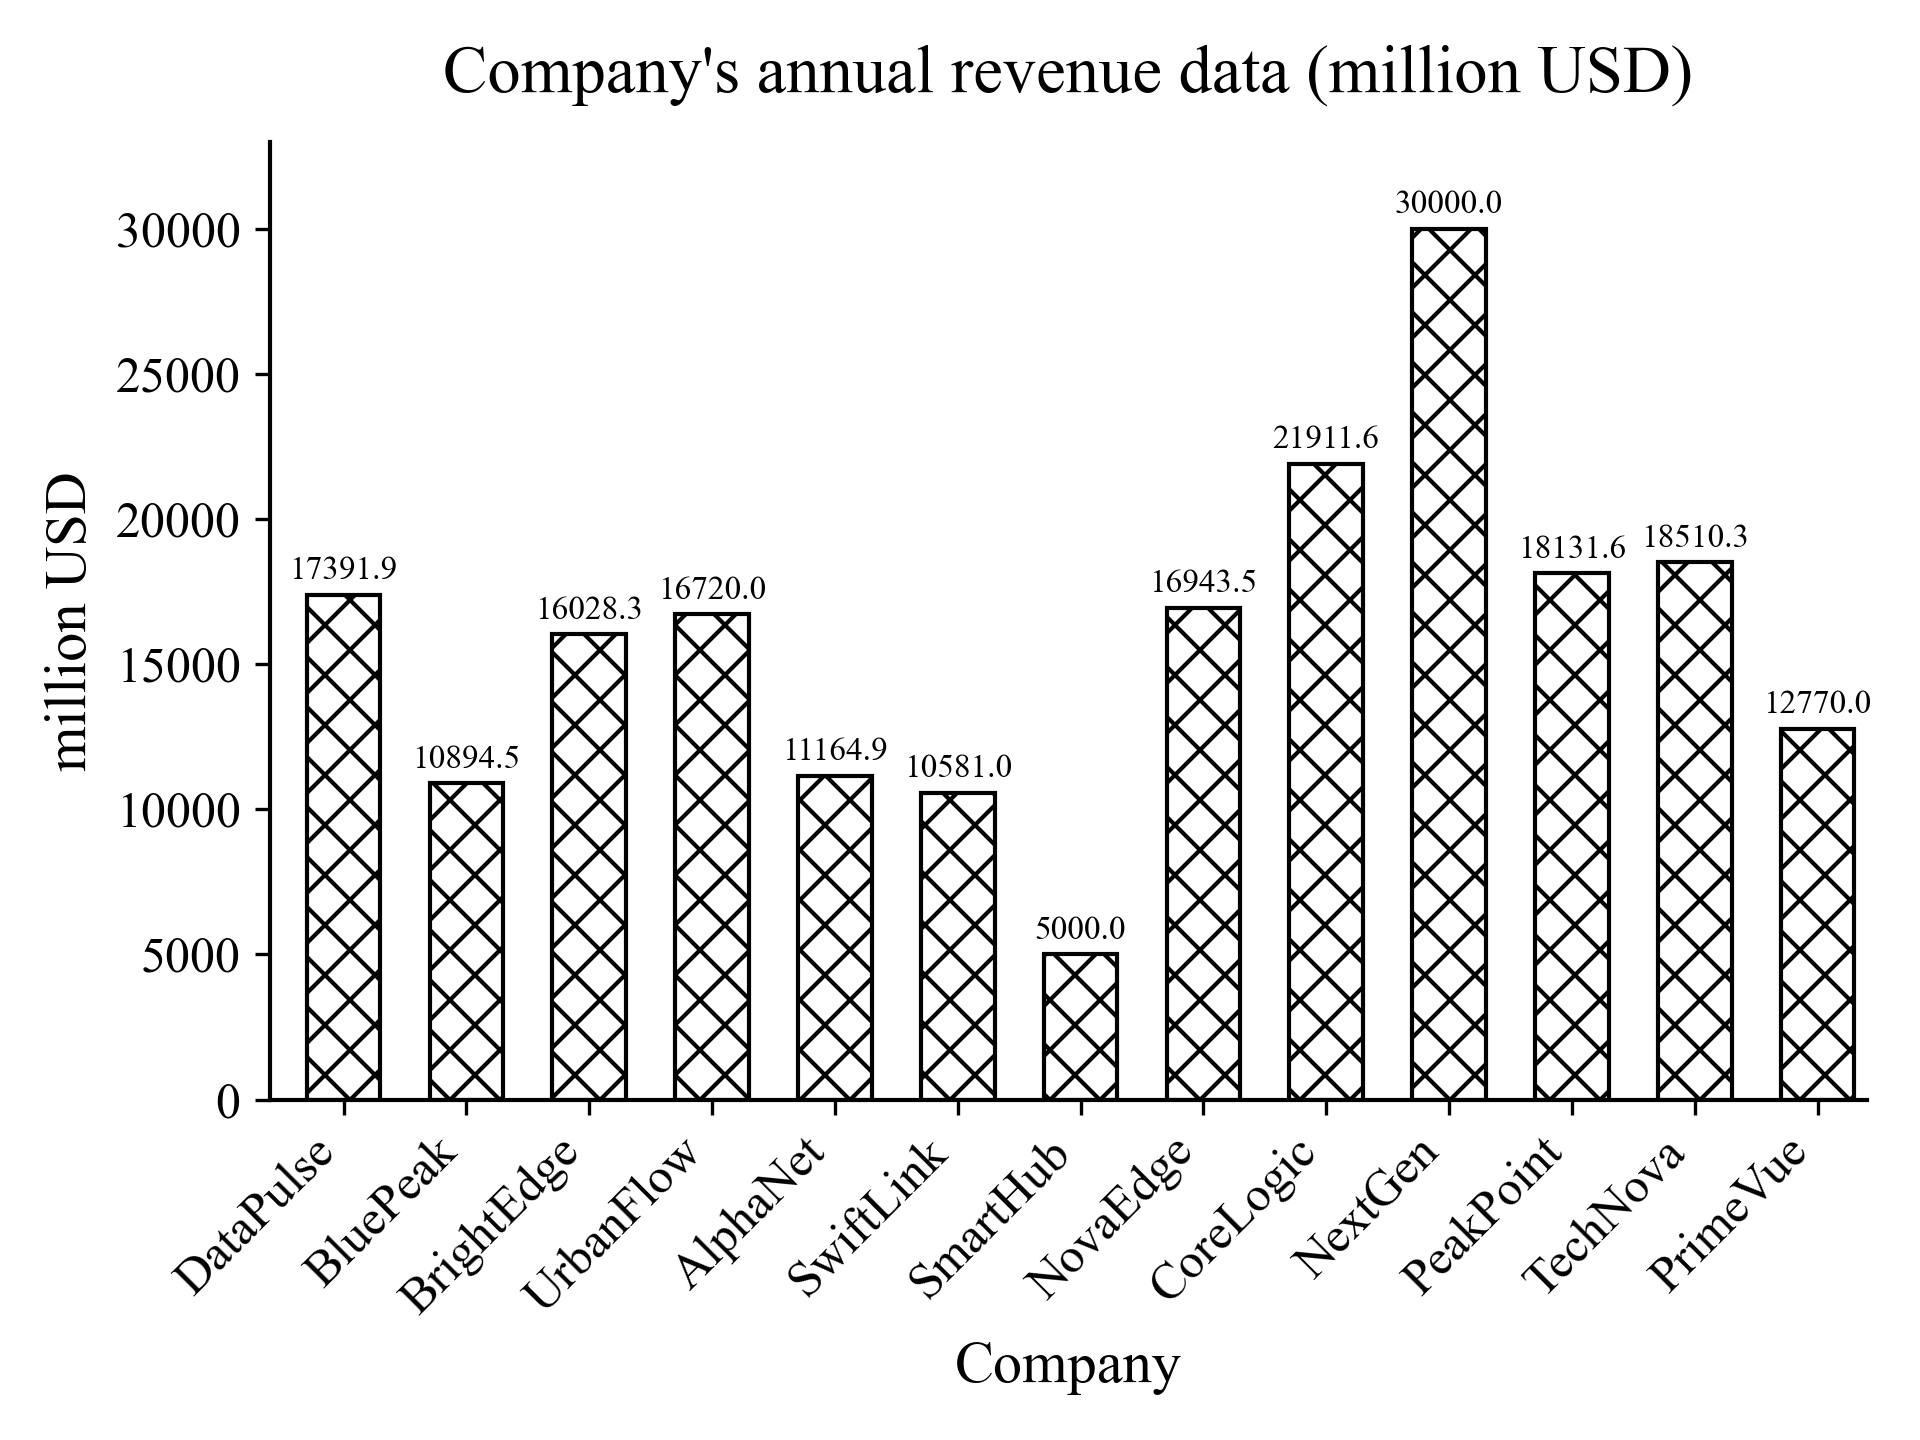 Company's annual revenue data (million USD)
million USD
30000
25000
20000
15000
10000
5000
0
17391.9
10894.5
16028.3
16720.0
11164.9
10581.0
5000.0
16943.5
21911.6
30000.0
18131.6
18510.3
12770.0
DataPulse
BluePeak
BrightEdge
UrbanFlow
AlphaNet
SwiftLink
SmartHub
NovaEdge
CoreLogic
NextGen
PeakPoint
TechNova
PrimeVue
Company